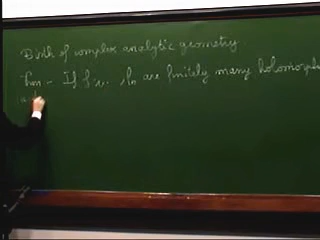 Birth of complex analytic geometry
Thm - If f1, ..., fn are finitely many holomorph